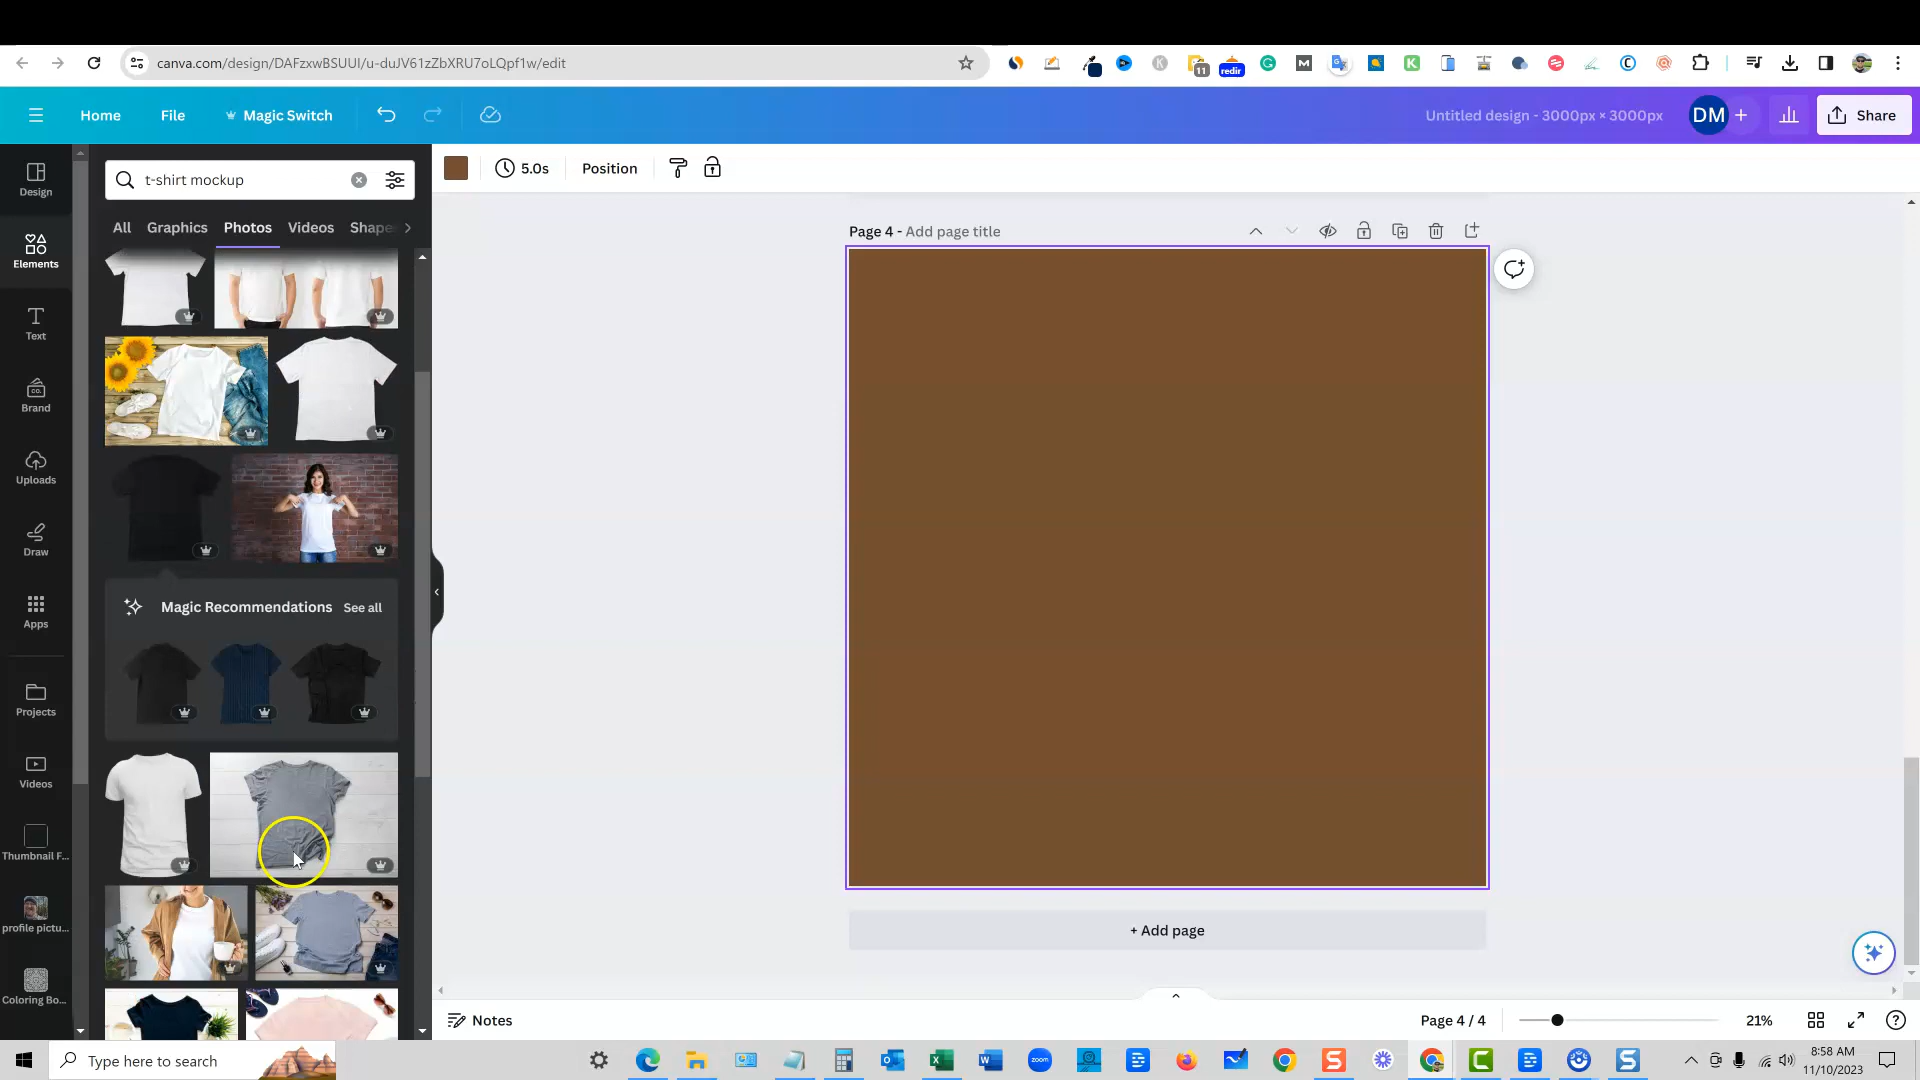 canva.com/design/DAFzxwBSUUI/u-duJV61zZbXRU7oLQpf1w/edit
11
redir
Home
File
Magic Switch
Untitled design - 3000px × 3000px
DM
Share
Design
Elements
Text
Brand
Uploads
Draw
Apps
Projects
Videos
Thumbnail F...
profile pictu...
Coloring Bo...
t-shirt mockup
All
Graphics
Photos
Videos
Shape
Magic Recommendations
See all
5.0s
Position
Page 4 - Add page title
+ Add page
Notes
Page 4 / 4
21%
Type here to search
zoom
8:58 AM
11/10/2023